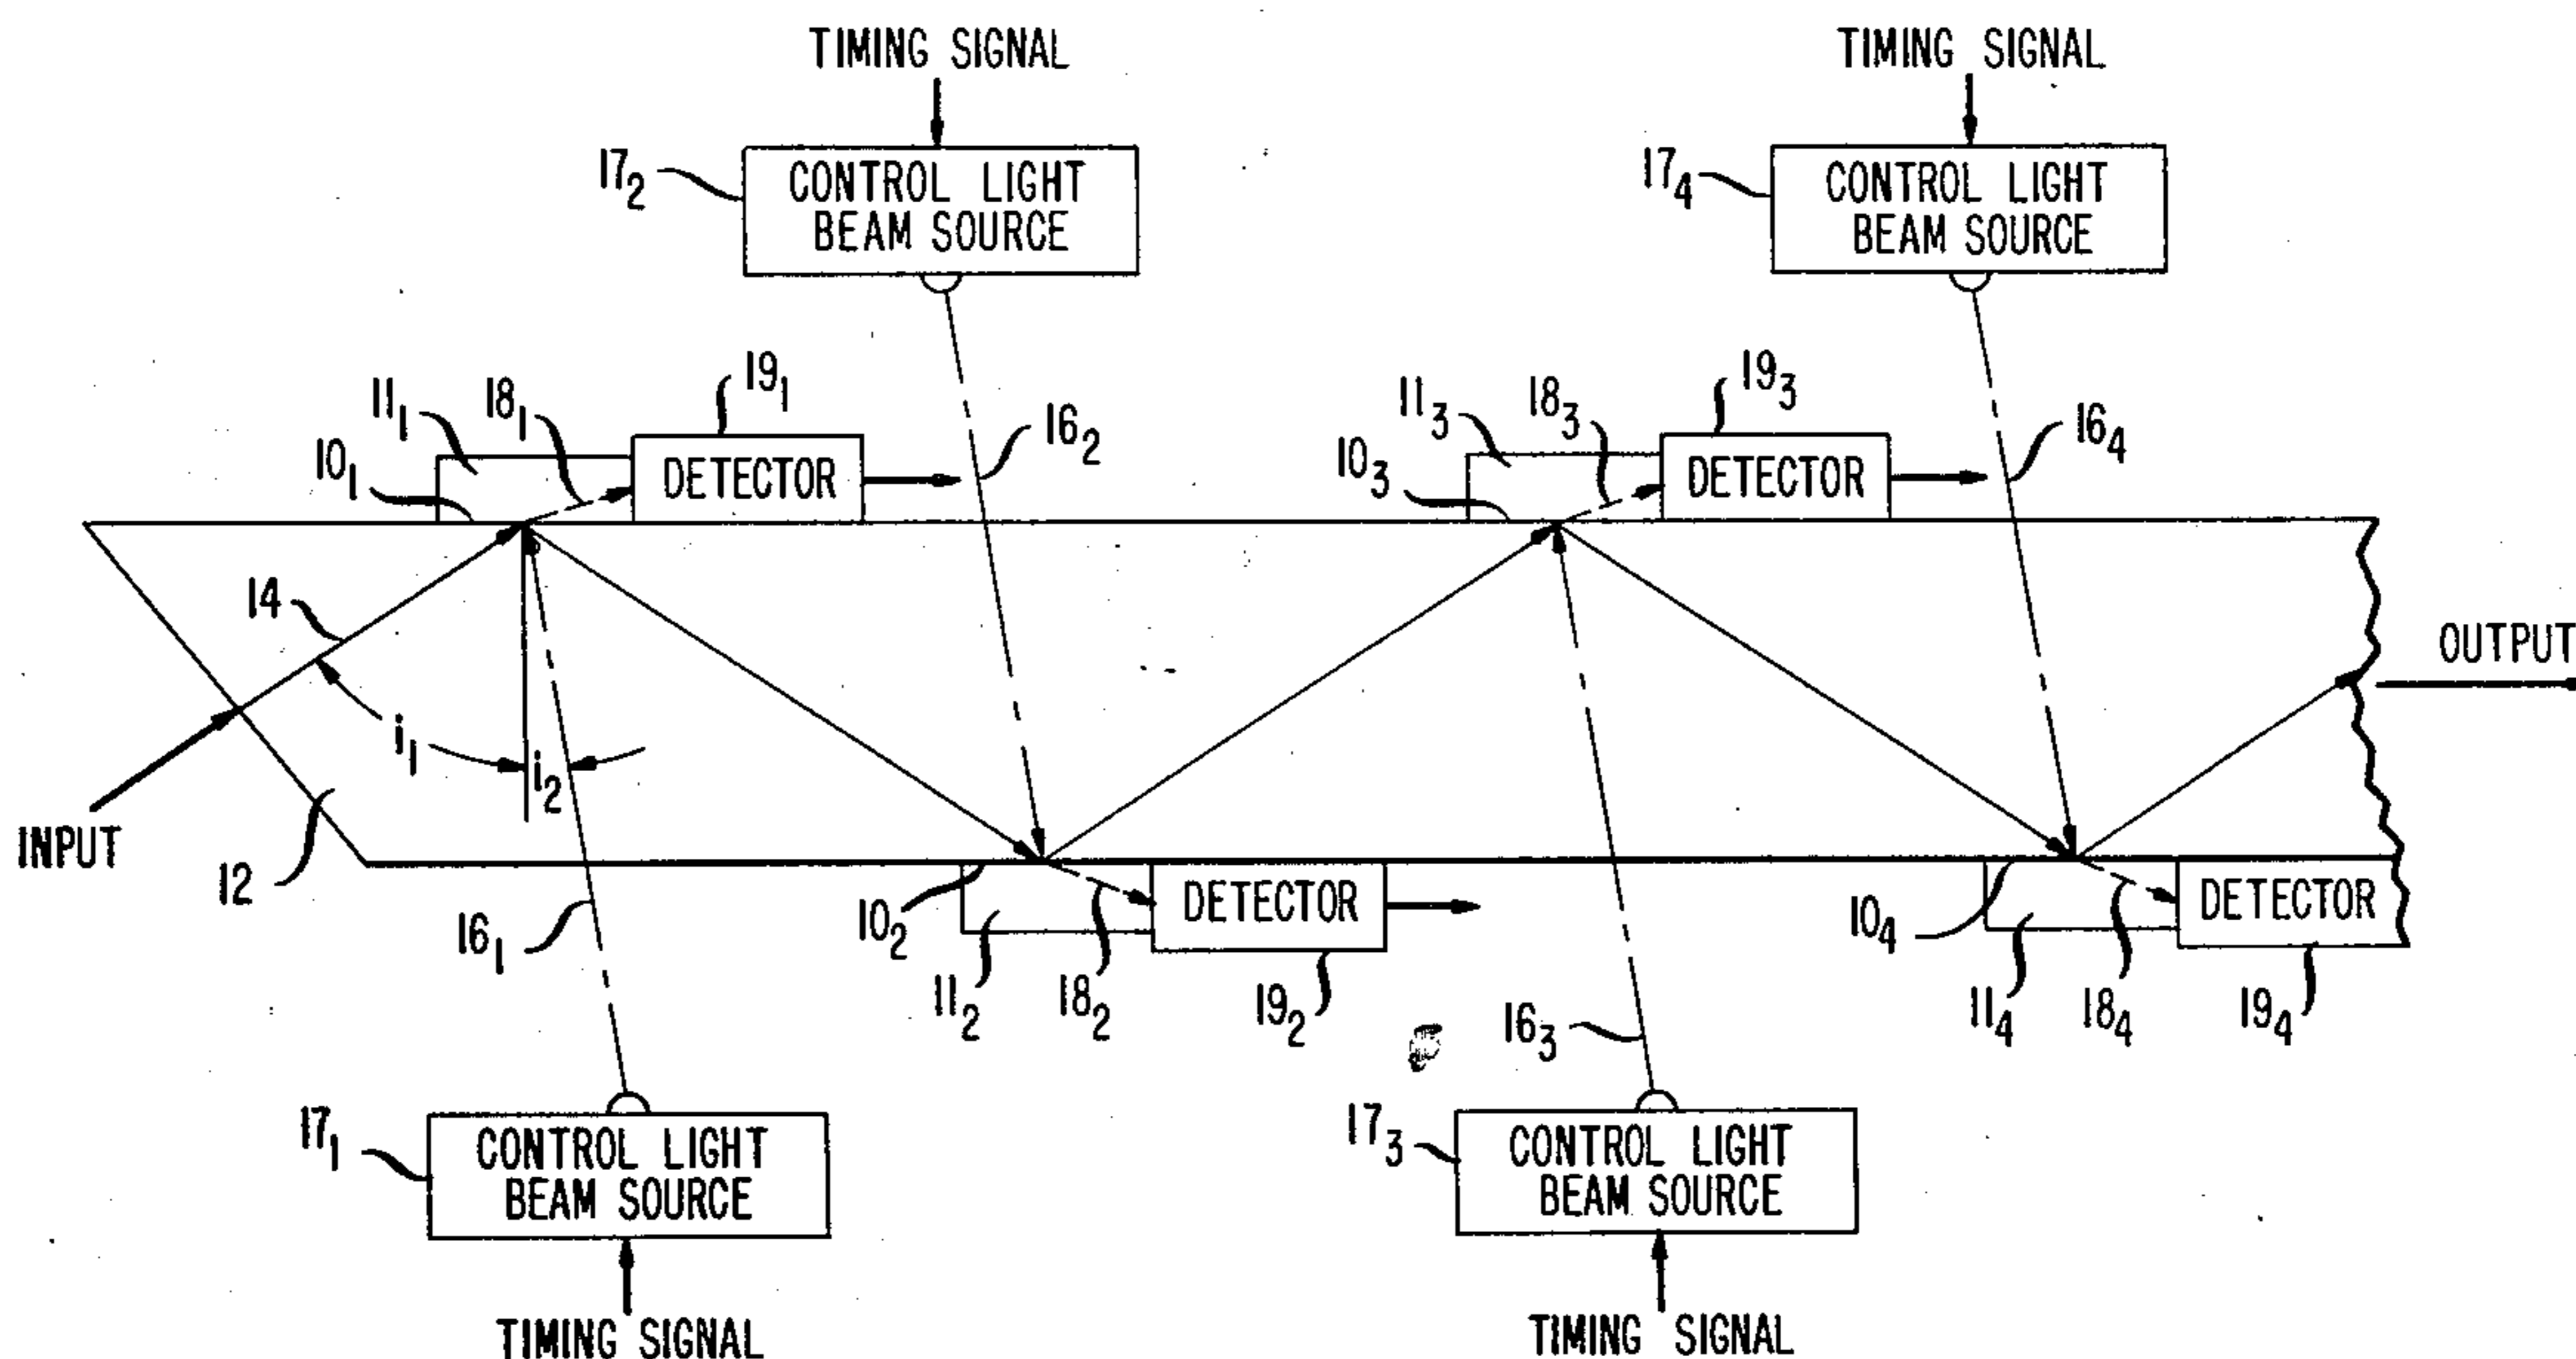 TIMING SIGNAL
TIMING SIGNAL
17₂
CONTROL LIGHT
BEAM SOURCE
17₄
CONTROL LIGHT
BEAM SOURCE
11₁
18₁
19₁
10₁
DETECTOR
16₂
11₃
18₃
19₃
10₃
DETECTOR
16₄
14
i₁
i₂
INPUT
12
OUTPUT
16₁
10₂
11₂
18₂
DETECTOR
19₂
16₃
10₄
11₄
18₄
DETECTOR
19₄
17₁
CONTROL LIGHT
BEAM SOURCE
17₃
CONTROL LIGHT
BEAM SOURCE
TIMING SIGNAL
TIMING SIGNAL